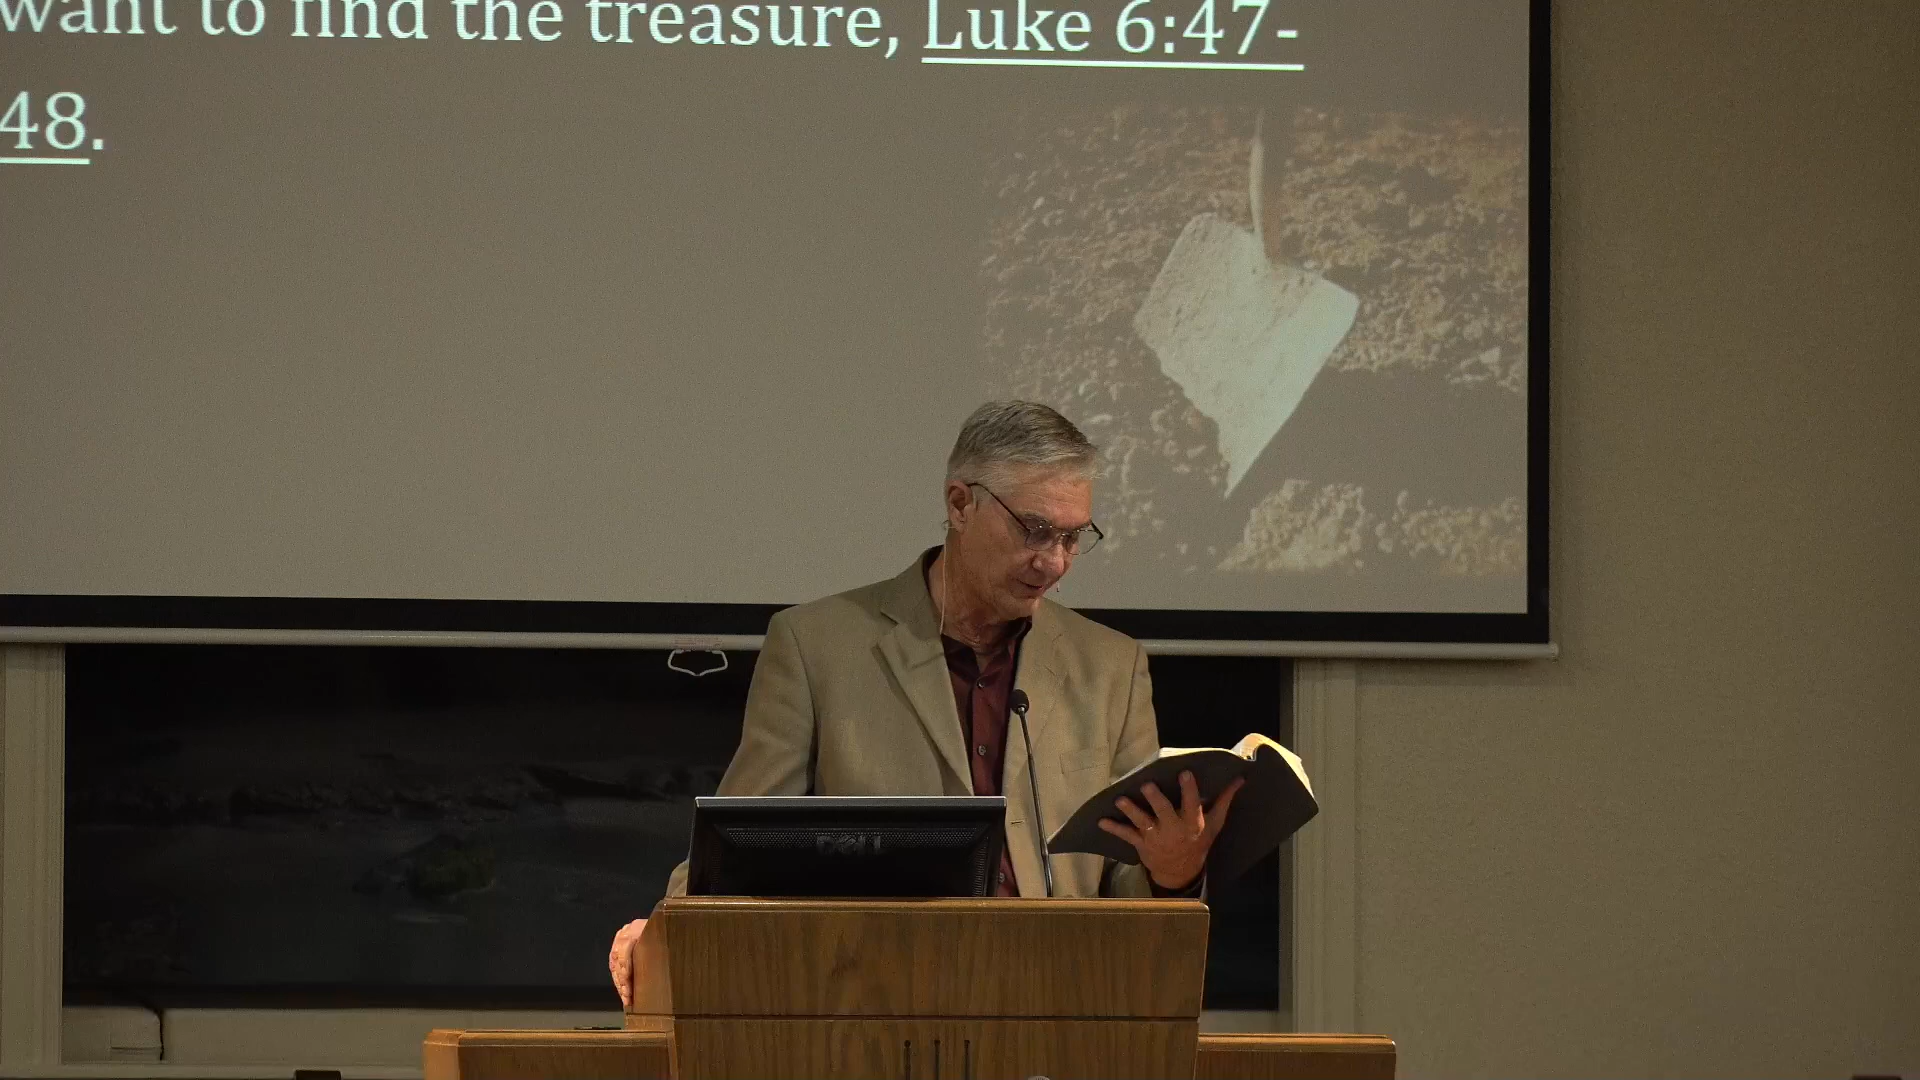 want to find the treasure, Luke 6:47-
48.
DELL